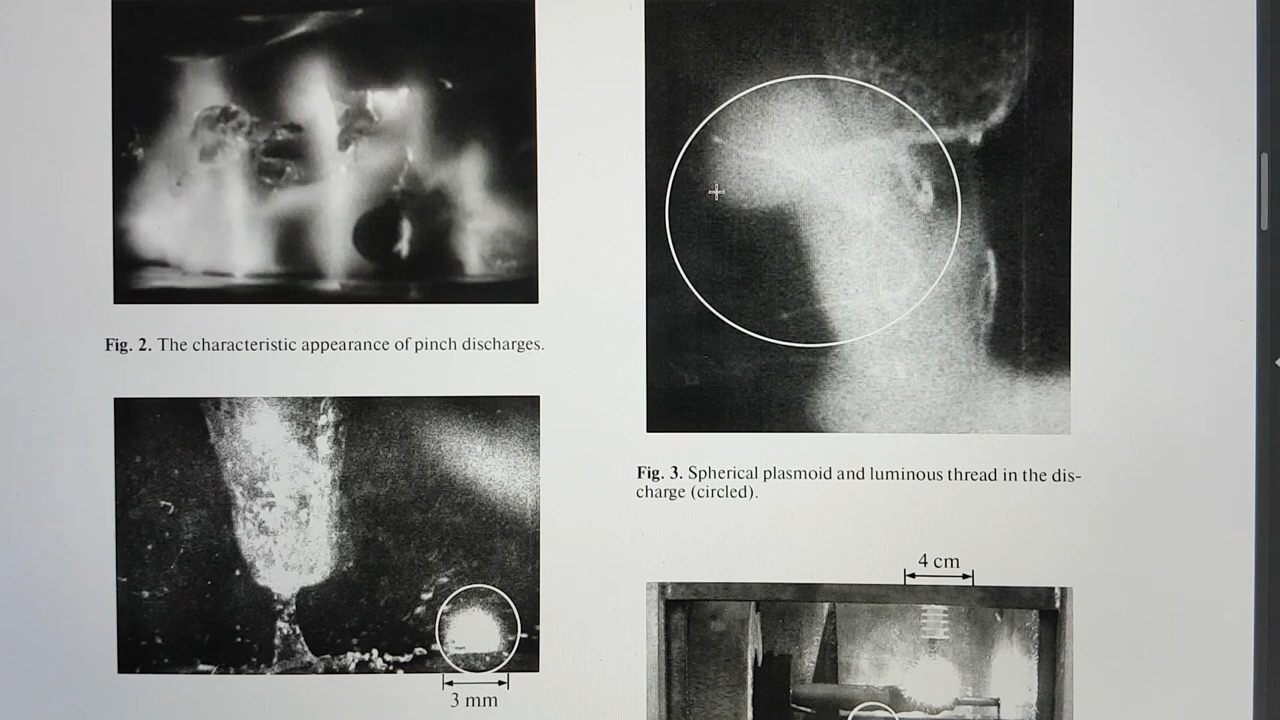 Fig. 2. The characteristic appearance of pinch discharges.
3 mm
Fig. 3. Spherical plasmoid and luminous thread in the dis-
charge (circled).
4 cm